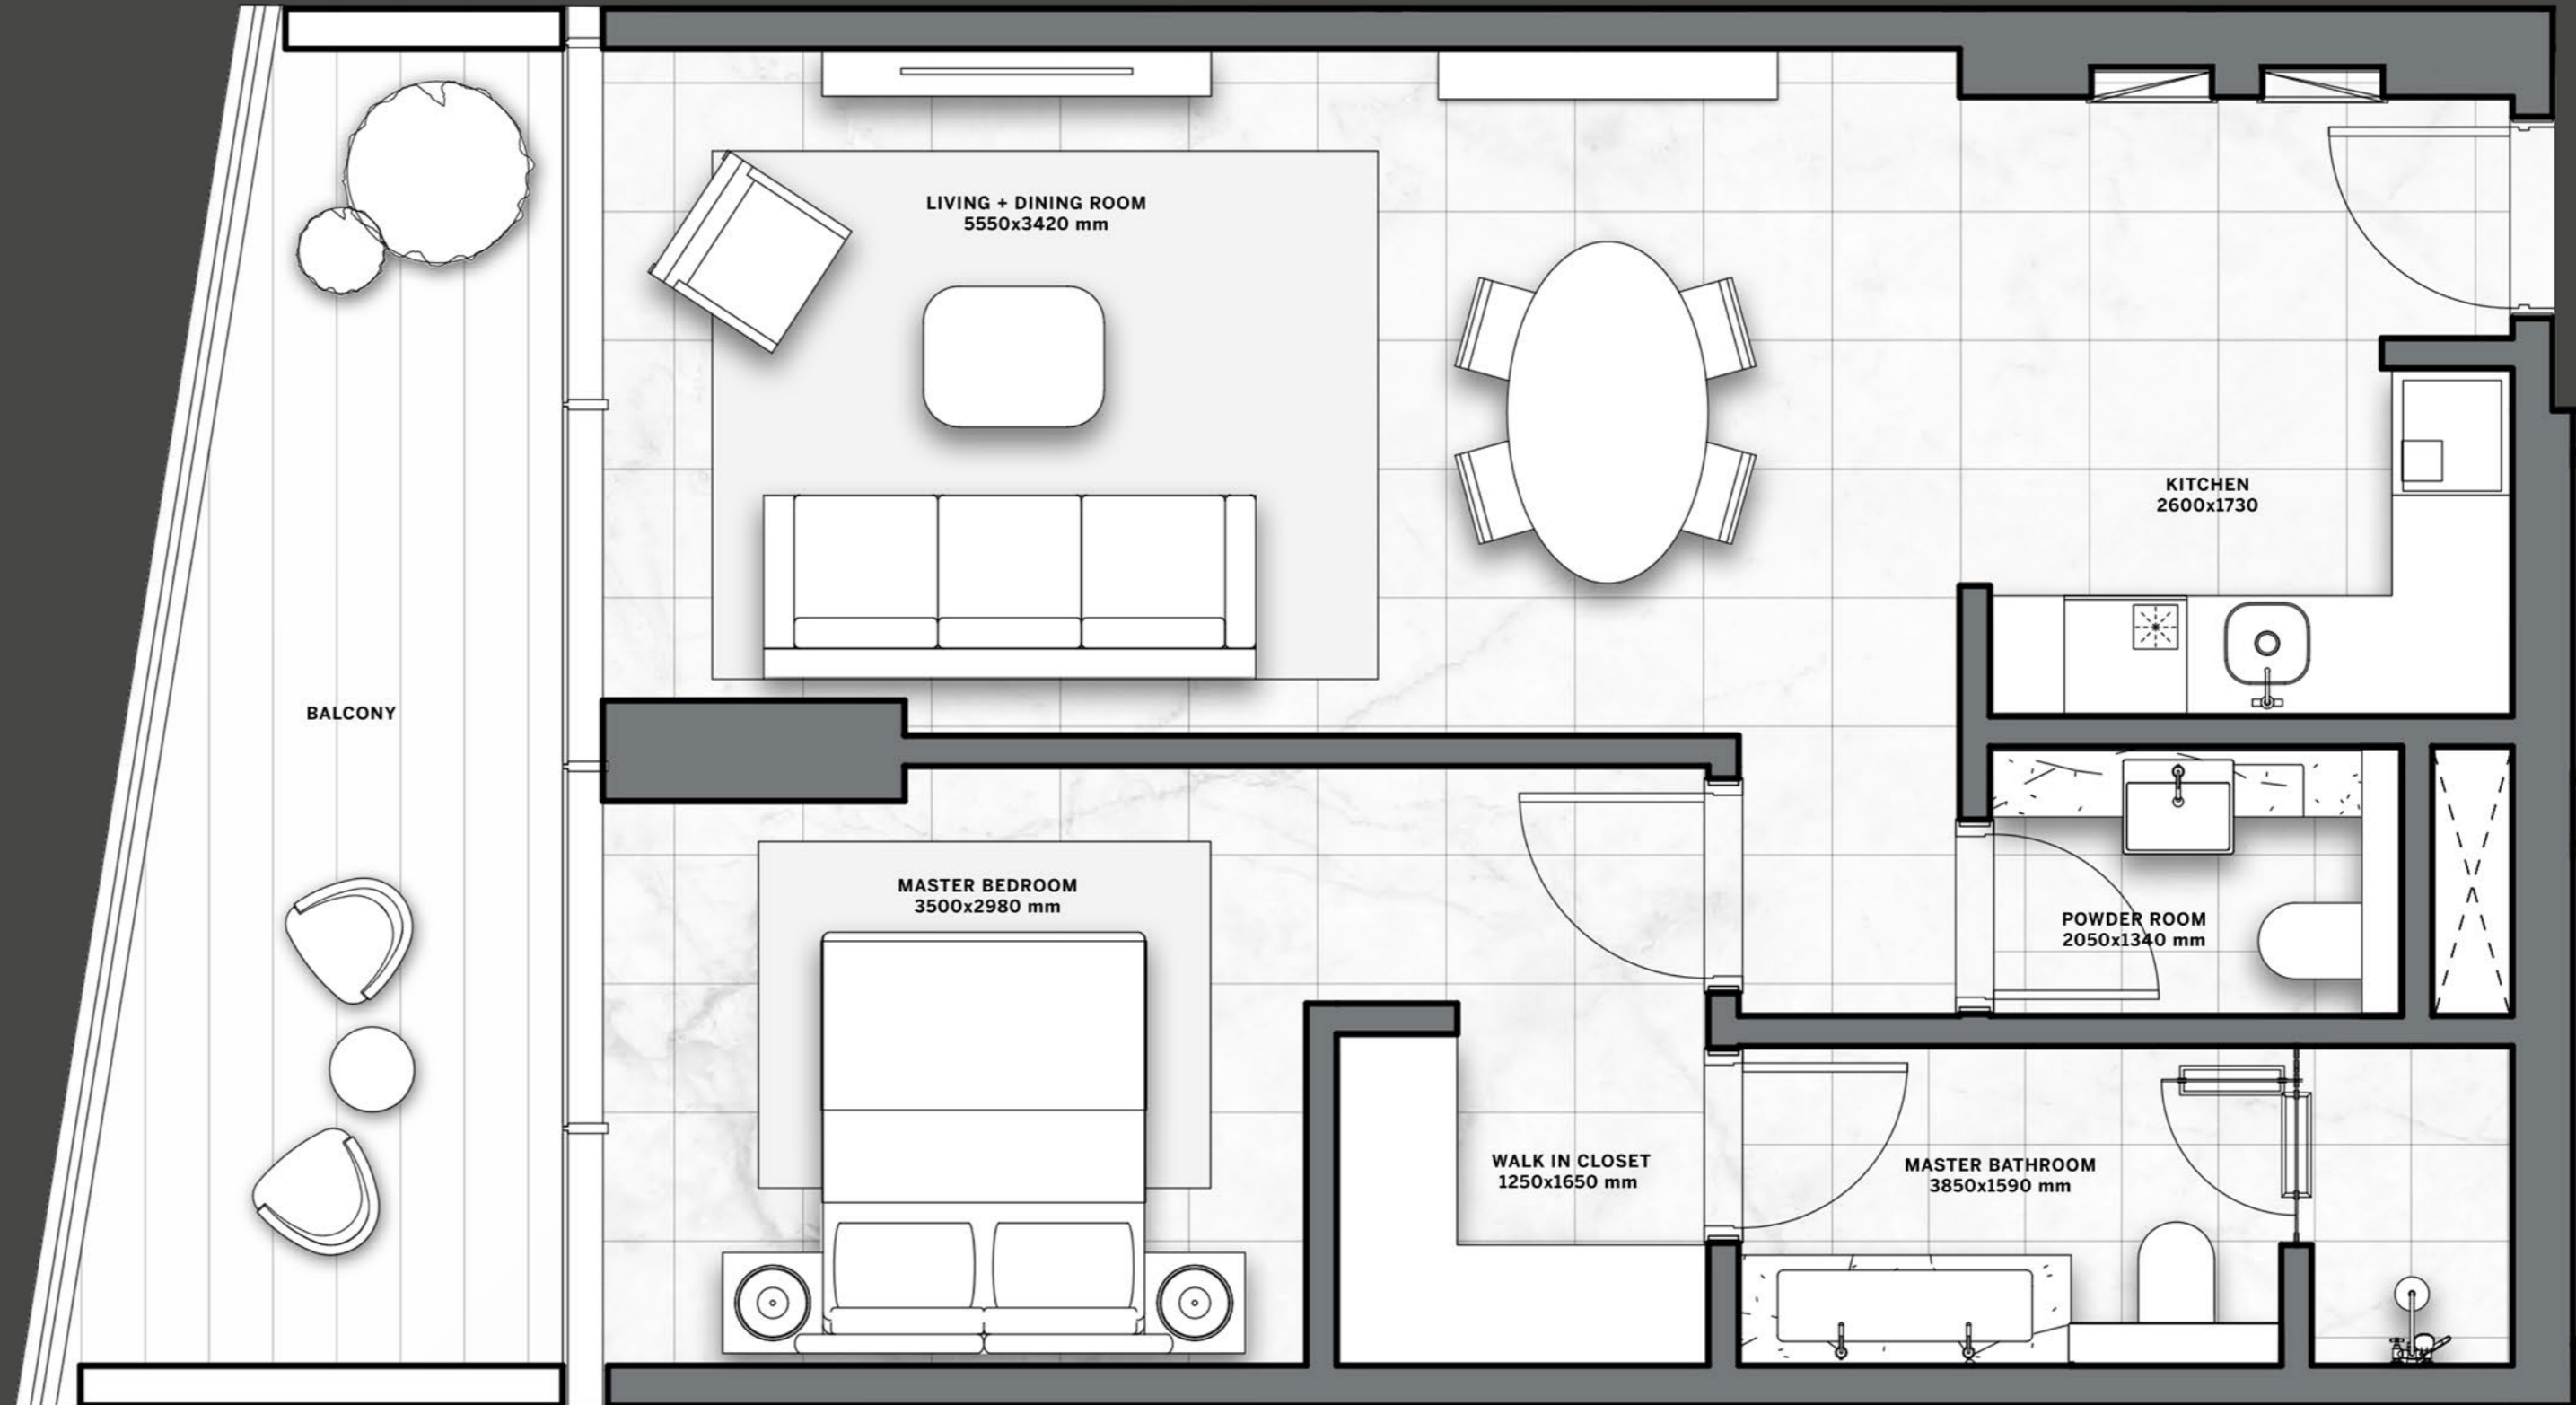 LIVING + DINING ROOM
5550x3420 mm
KITCHEN
2600x1730
BALCONY
MASTER BEDROOM
3500x2980 mm
POWDER ROOM
2050x1340 mm
WALK IN CLOSET
1250x1650 mm
MASTER BATHROOM
3850x1590 mm